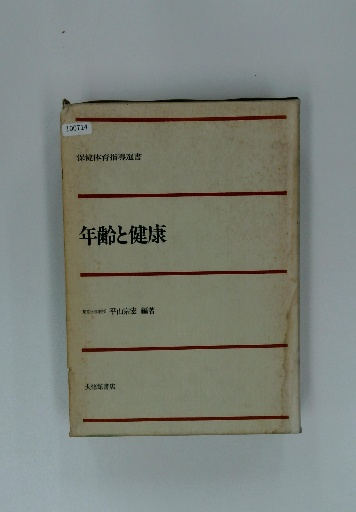 100714
保健体育指導選書
年齢と健康
平山宗宏 編著
大修館書店